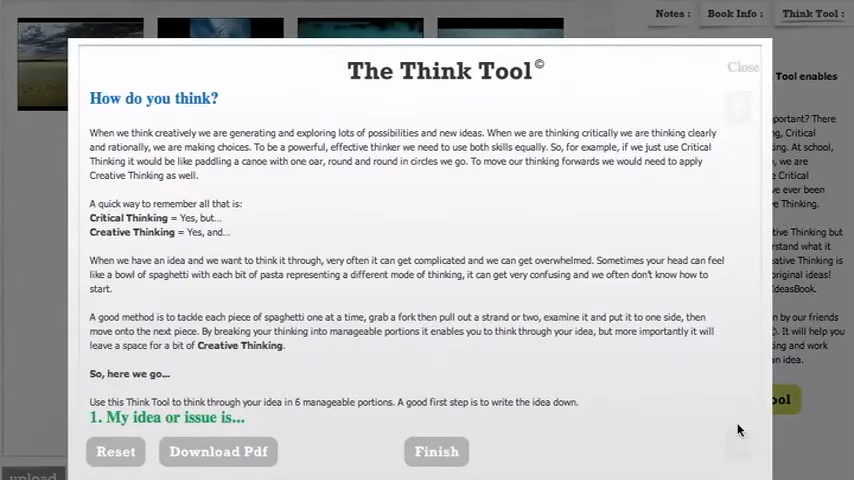 Notes :
Book Info :
Think Tool :
The Think Tool©
Close
How do you think?
When we think creatively we are generating and exploring lots of possibilities and new ideas. When we are thinking critically we are thinking clearly
and rationally, we are making choices. To be a powerful, effective thinker we need to use both skills equally. So, for example, if we just use Critical
Thinking it would be like paddling a canoe with one oar, round and round in circles we go. To move our thinking forwards we would need to apply
Creative Thinking as well.
A quick way to remember all that is:
Critical Thinking = Yes, but...
Creative Thinking = Yes, and...
When we have an idea and we want to think it through, very often it can get complicated and we can get overwhelmed. Sometimes your head can feel
like a bowl of spaghetti with each bit of pasta representing a different mode of thinking, it can get very confusing and we often don't know how to
start.
A good method is to tackle each piece of spaghetti one at a time, grab a fork then pull out a strand or two, examine it and put it to one side, then
move onto the next piece. By breaking your thinking into manageable portions it enables you to think through your idea, but more importantly it will
leave a space for a bit of Creative Thinking.
So, here we go...
Use this Think Tool to think through your idea in 6 manageable portions. A good first step is to write the idea down.
1. My idea or issue is...
Reset
Download Pdf
Finish
Tool enables
portant? There
ng, Critical
king. At school,
n, we are
Critical
ve ever been
Thinking.
tive Thinking but
rstand what it
eative Thinking is
original ideas!
IdeasBook.
n by our friends
©. It will help you
king and work
an idea.
ool
upload